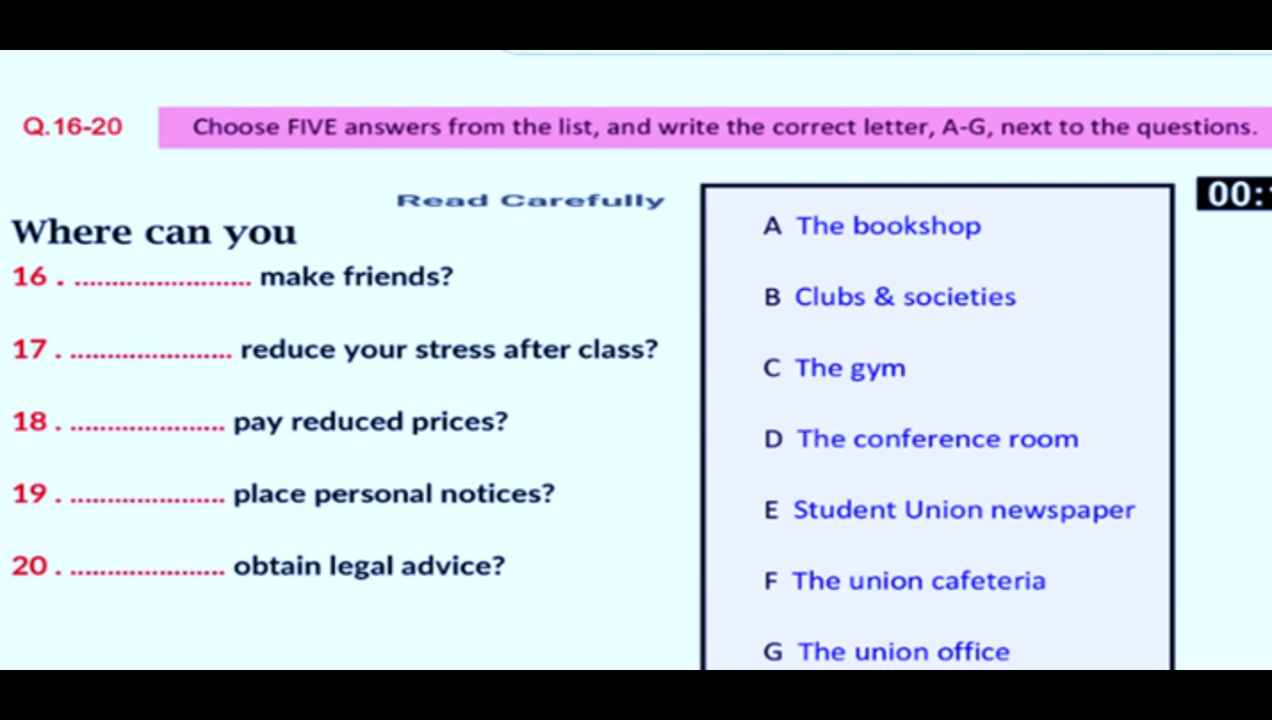 Q.16-20 Choose FIVE answers from the list, and write the correct letter, A-G, next to the questions.
Read Carefully
00:
Where can you
16 . ........................ make friends?
17 . ...................... reduce your stress after class?
18 . ..................... pay reduced prices?
19 . ..................... place personal notices?
20 . ..................... obtain legal advice?
A The bookshop
B Clubs & societies
C The gym
D The conference room
E Student Union newspaper
F The union cafeteria
G The union office